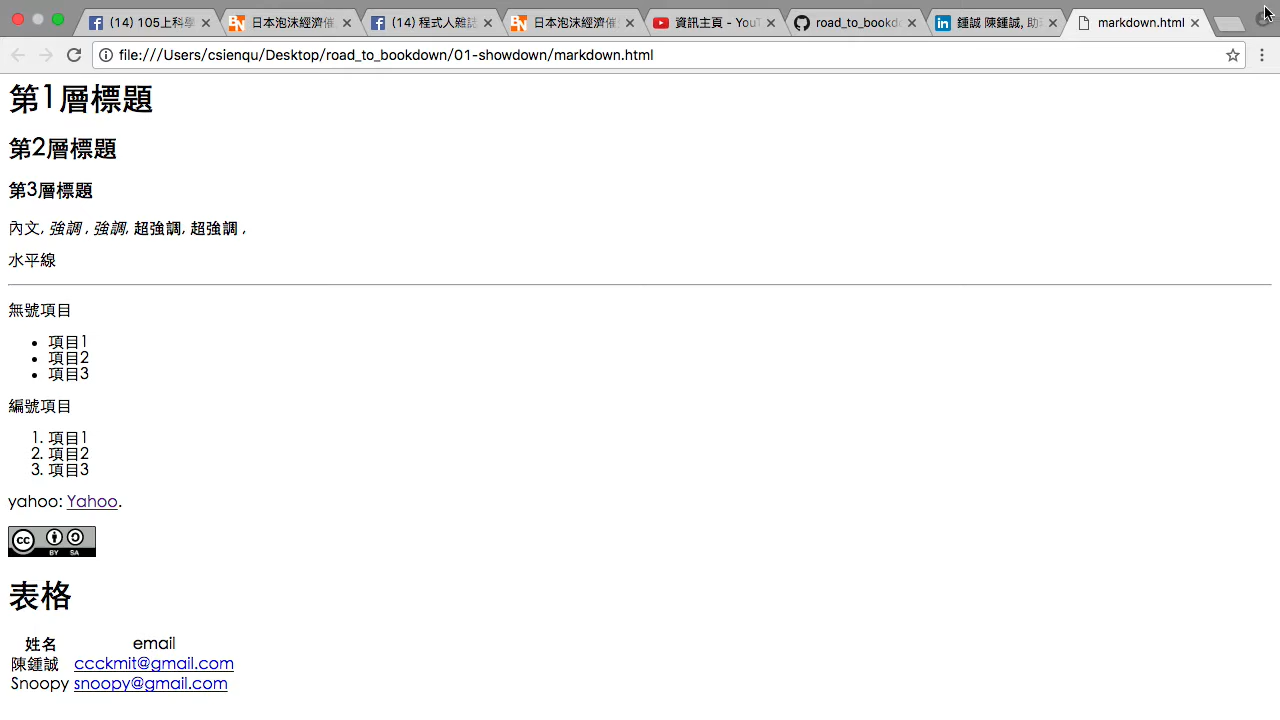 (14) 105上科學
日本泡沫經濟催
(14) 程式人雜誌
日本泡沫經濟催
資訊主頁 - YouT
road_to_bookdo
鍾誠 陳鍾誠, 助
markdown.html
file:///Users/csienqu/Desktop/road_to_bookdown/01-showdown/markdown.html
第1層標題
第2層標題
第3層標題
內文, 強調 , 強調, 超強調, 超強調 ,
水平線
無號項目
• 項目1
• 項目2
• 項目3
編號項目
1. 項目1
2. 項目2
3. 項目3
yahoo: Yahoo.
cc BY SA
表格
姓名 email
陳鍾誠 ccckmit@gmail.com
Snoopy snoopy@gmail.com